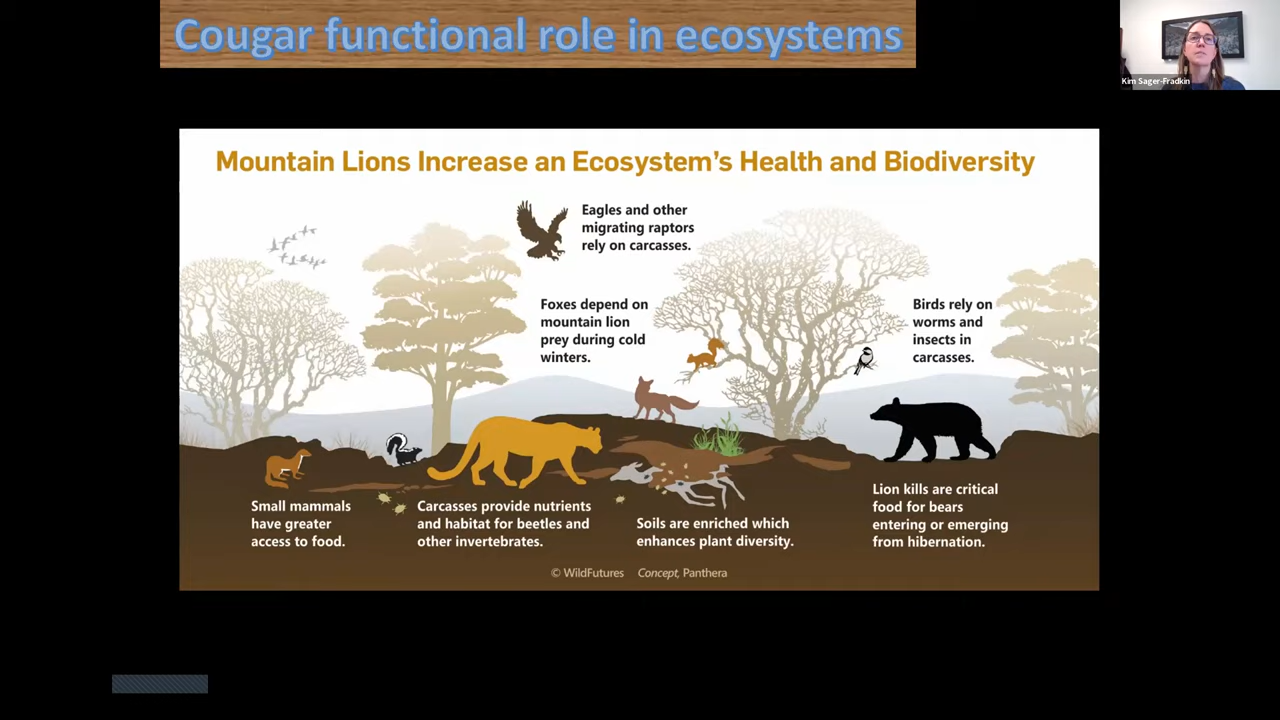 Cougar functional role in ecosystems
Kim Sager-Fradkin
Mountain Lions Increase an Ecosystem's Health and Biodiversity
Eagles and other
migrating raptors
rely on carcasses.
Foxes depend on
mountain lion
prey during cold
winters.
Birds rely on
worms and
insects in
carcasses.
Small mammals
have greater
access to food.
Carcasses provide nutrients
and habitat for beetles and
other invertebrates.
Soils are enriched which
enhances plant diversity.
Lion kills are critical
food for bears
entering or emerging
from hibernation.
© WildFutures Concept, Panthera